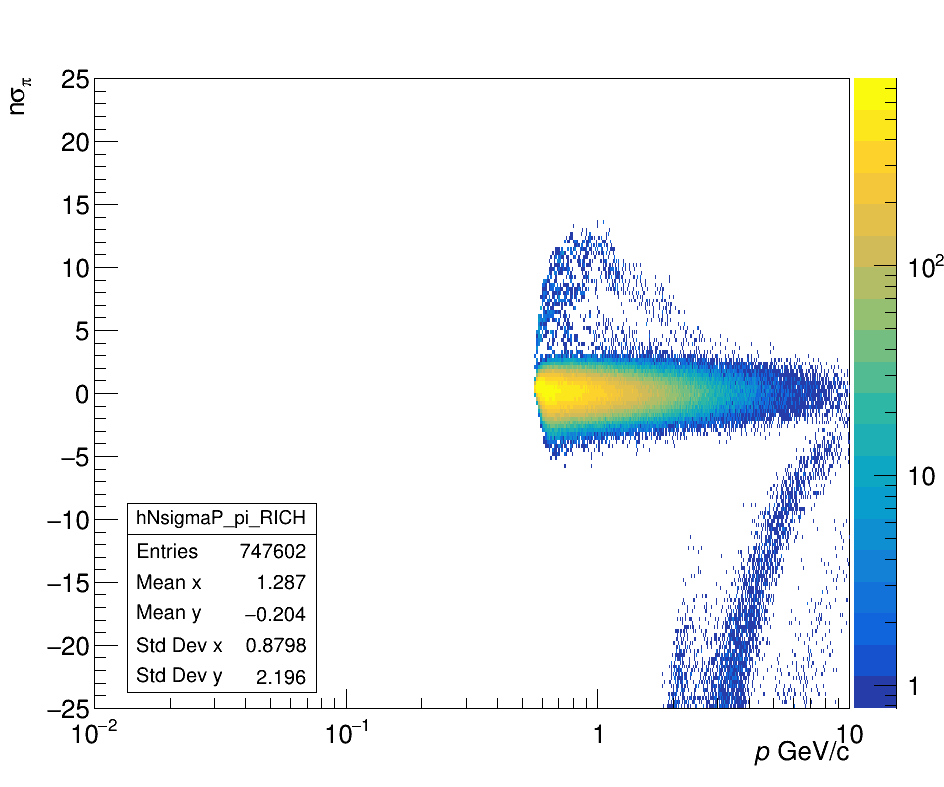 nσπ
25
20
15
10
5
0
−5
−10
−15
−20
−25
hNsigmaP_pi_RICH
Entries 747602
Mean x 1.287
Mean y −0.204
Std Dev x 0.8798
Std Dev y 2.196
10−2 10−1 1 10
p GeV/c
102
10
1